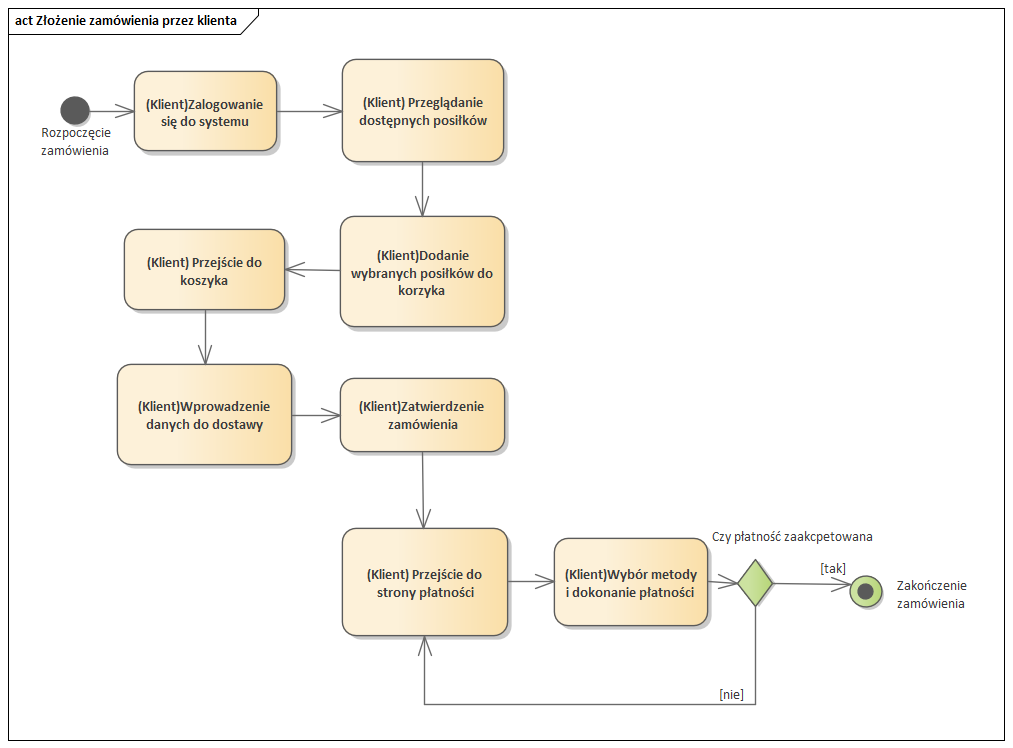 act Złożenie zamówienia przez klienta
(Klient)Zalogowanie
się do systemu
(Klient) Przeglądanie
dostępnych posiłków
Rozpoczęcie
zamówienia
(Klient) Przejście do
koszyka
(Klient)Dodanie
wybranych posiłków do
korzyka
(Klient)Wprowadzenie
danych do dostawy
(Klient)Zatwierdzenie
zamówienia
(Klient) Przejście do
strony płatności
(Klient)Wybór metody
i dokonanie płatności
Czy płatność zaakcpetowana
[tak]
Zakończenie
zamówienia
[nie]